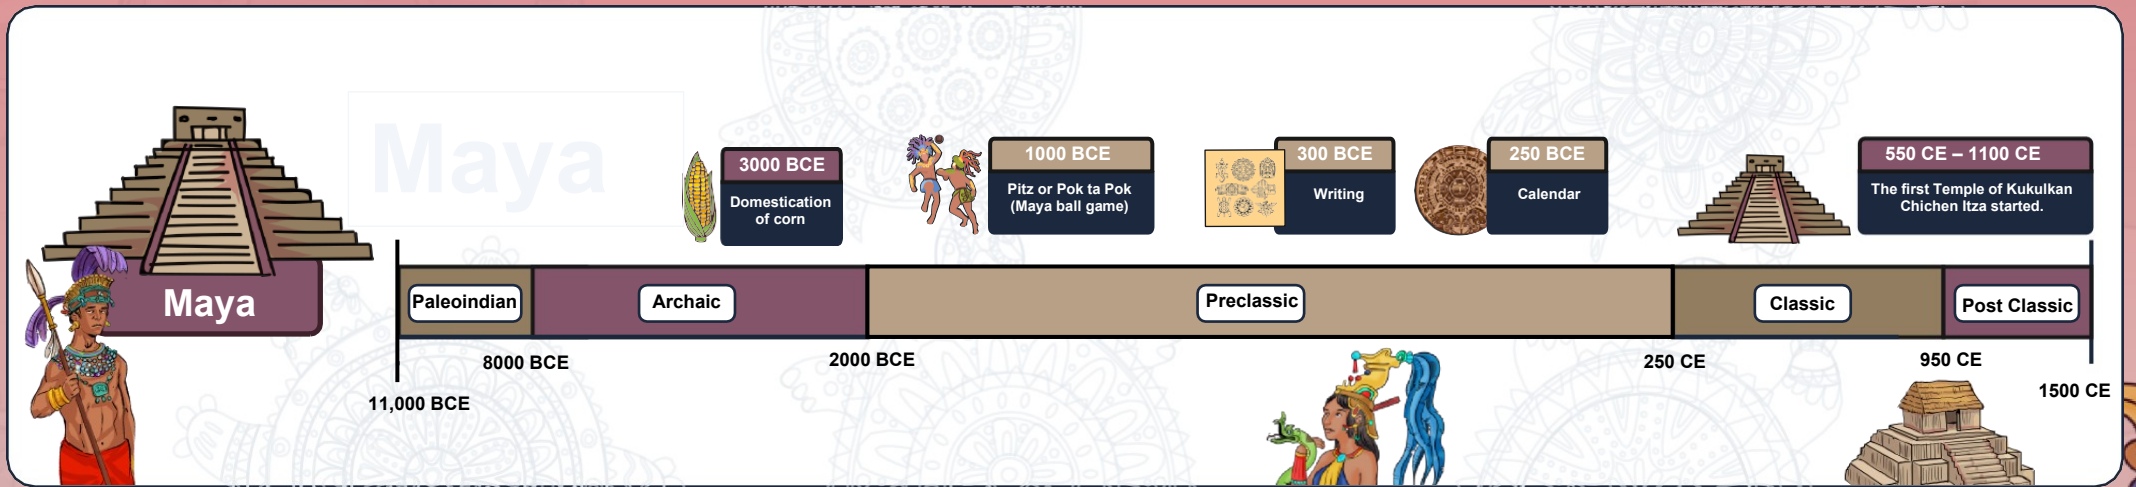 Maya
Maya
3000 BCE
Domestication
of corn
1000 BCE
Pitz or Pok ta Pok
(Maya ball game)
300 BCE
Writing
250 BCE
Calendar
550 CE – 1100 CE
The first Temple of Kukulkan
Chichen Itza started.
Paleoindian
Archaic
Preclassic
Classic
Post Classic
11,000 BCE
8000 BCE
2000 BCE
250 CE
950 CE
1500 CE